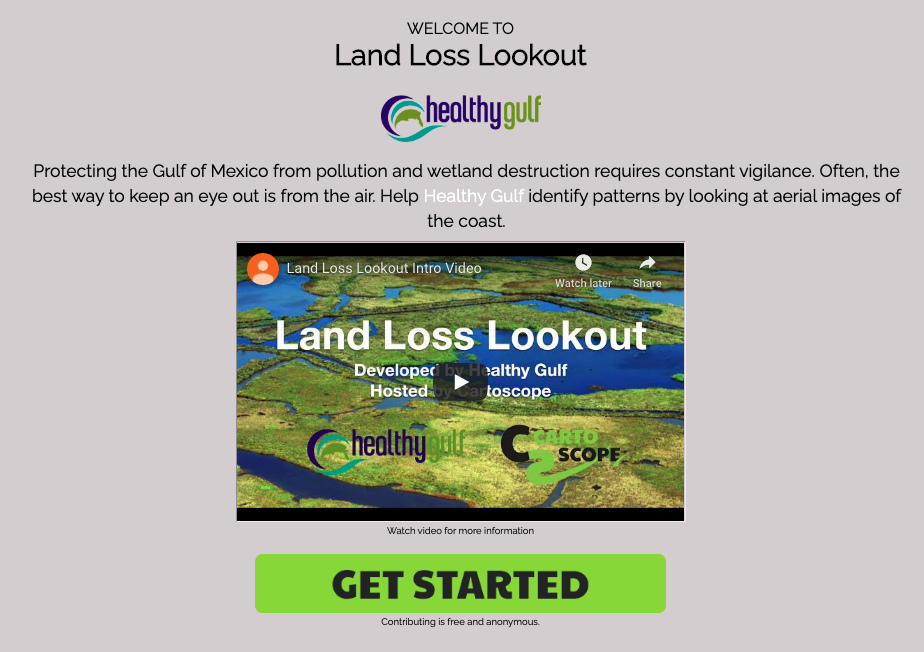 WELCOME TO
Land Loss Lookout
healthygulf
Protecting the Gulf of Mexico from pollution and wetland destruction requires constant vigilance. Often, the
best way to keep an eye out is from the air. Help Healthy Gulf identify patterns by looking at aerial images of
the coast.
Land Loss Lookout Intro Video
Watch later
Share
Land Loss Lookout
Developed by Healthy Gulf
Hosted by Cartoscope
healthygulf
CARTO
SCOPE
Watch video for more information
GET STARTED
Contributing is free and anonymous.